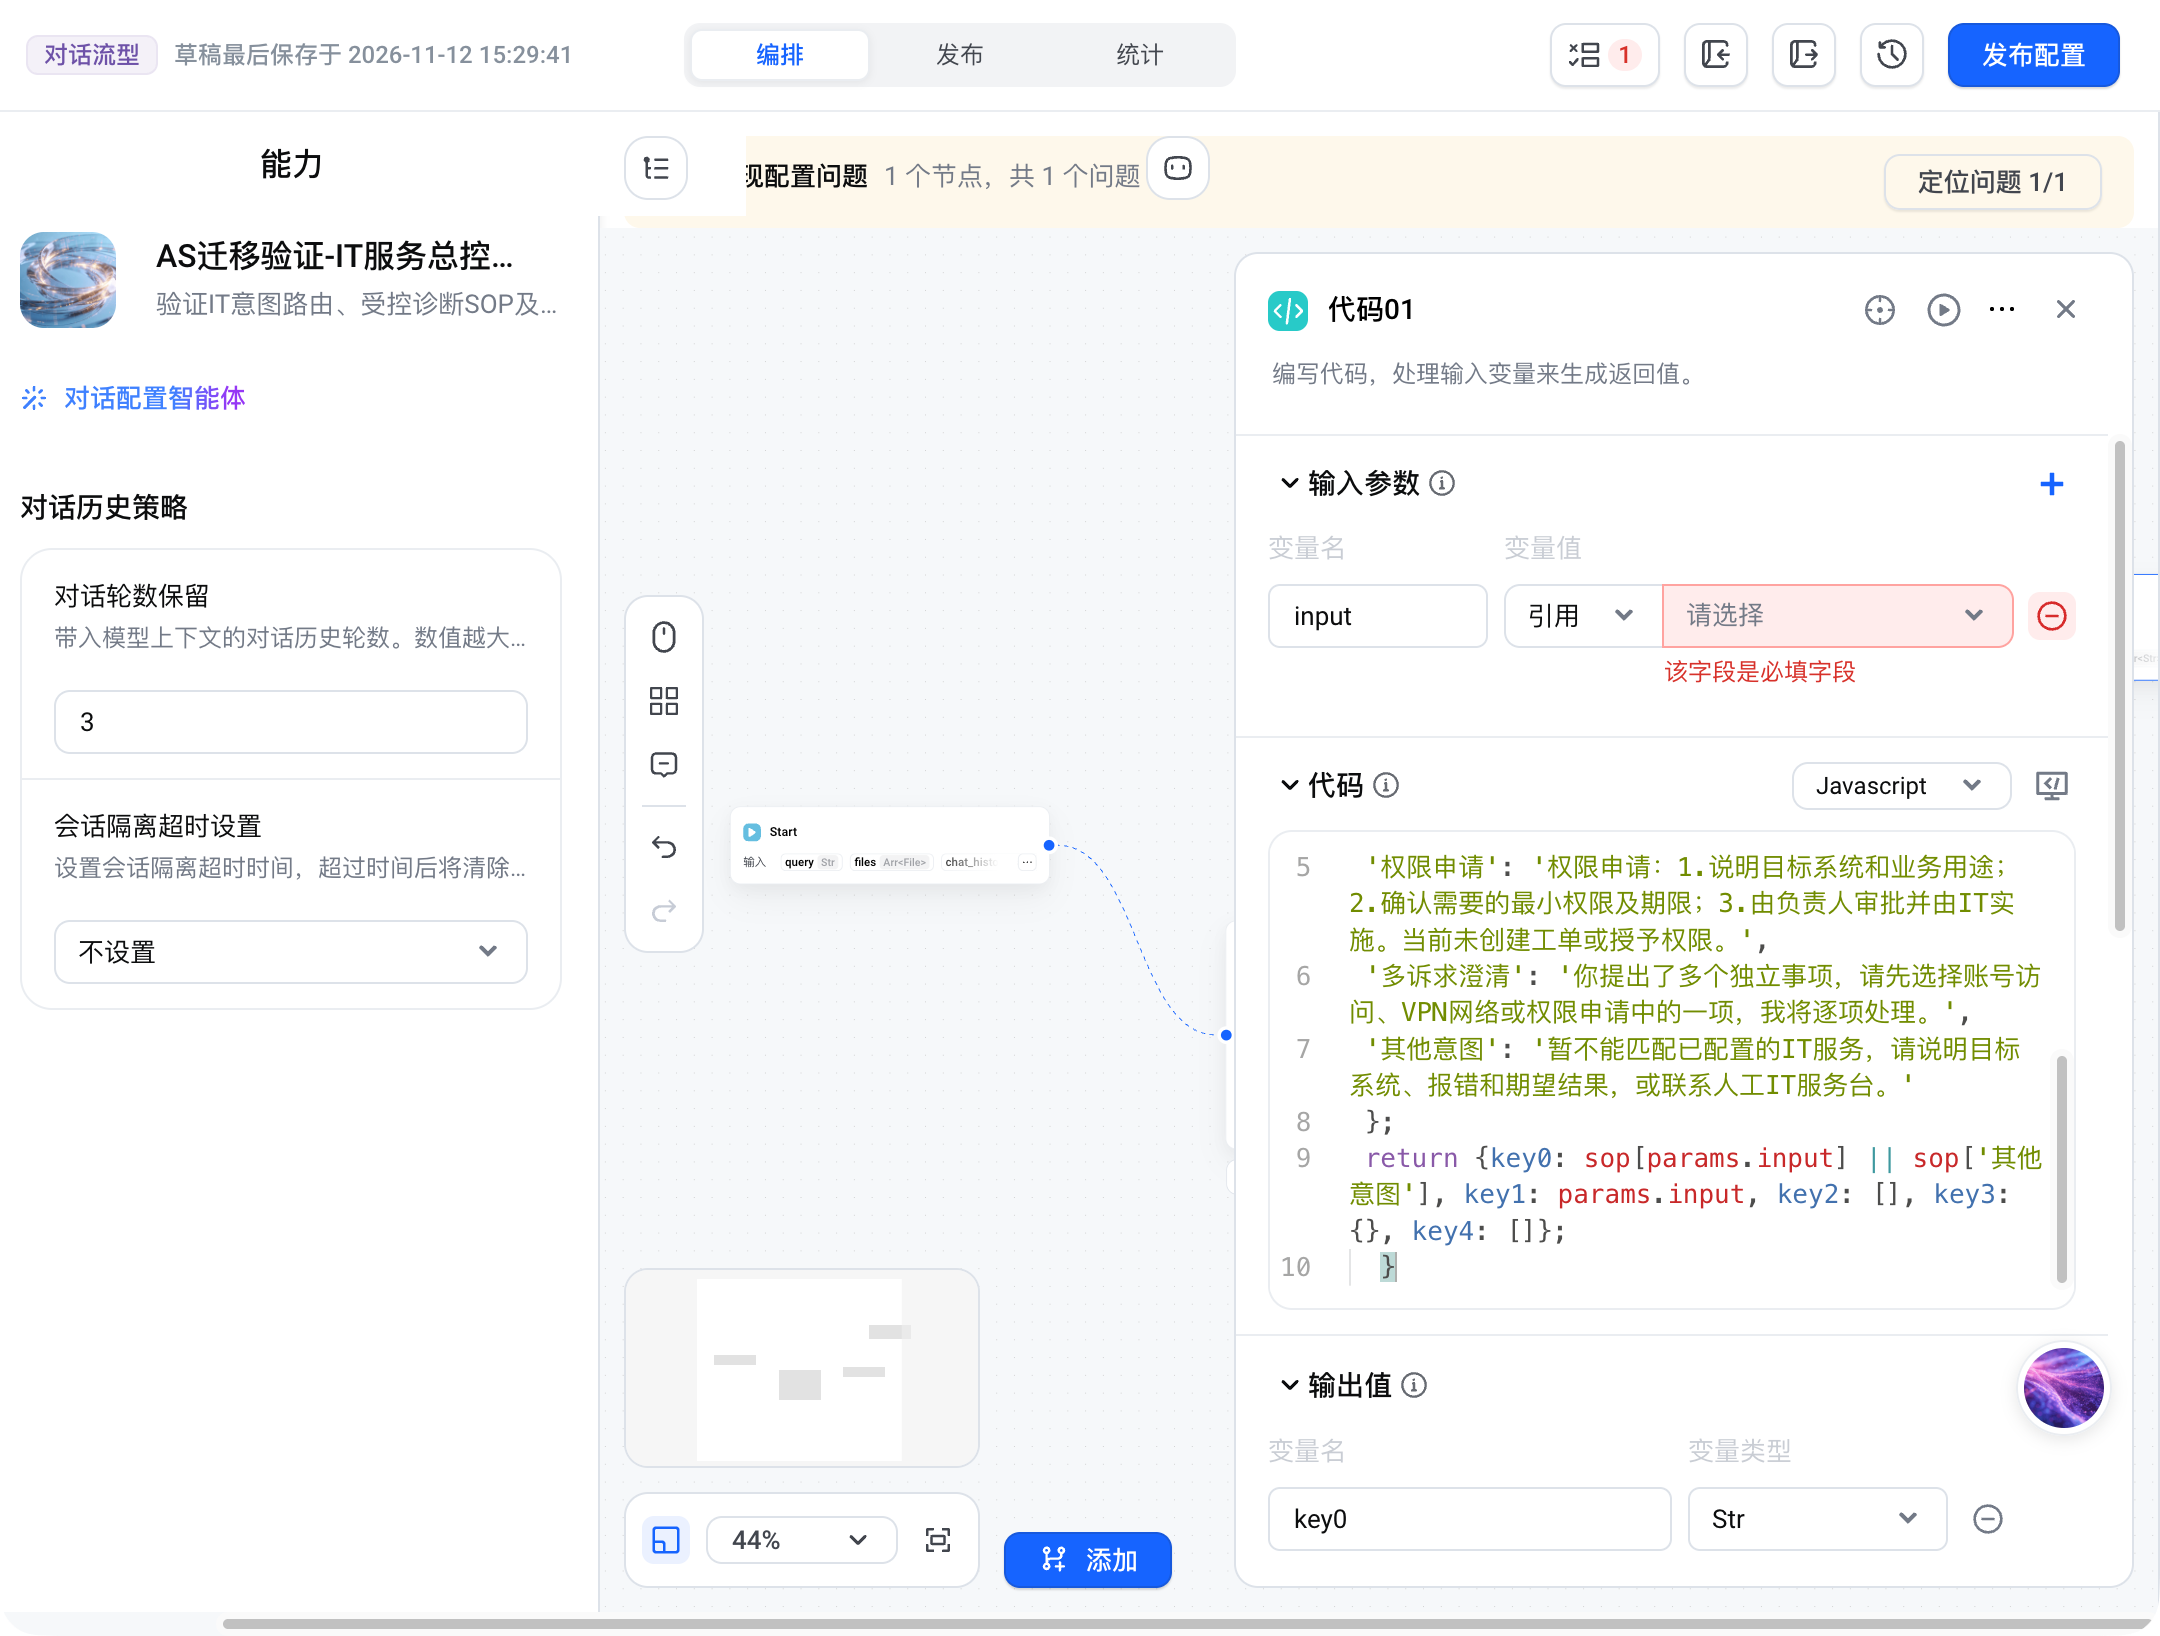 对话流型
草稿最后保存于 2026-11-12 15:29:41
编排
发布
统计
1
发布配置
能力
现配置问题 1 个节点，共 1 个问题
定位问题 1/1
AS迁移验证-IT服务总控...
验证IT意图路由、受控诊断SOP及...
对话配置智能体
对话历史策略
对话轮数保留
带入模型上下文的对话历史轮数。数值越大...
3
会话隔离超时设置
设置会话隔离超时时间，超过时间后将清除...
不设置
Start
输入 query Str files Arr<File> chat_histo ...
44%
添加
代码01
编写代码，处理输入变量来生成返回值。
输入参数
变量名 变量值
input 引用 请选择
该字段是必填字段
代码
Javascript
5 '权限申请': '权限申请：1.说明目标系统和业务用途；
2.确认需要的最小权限及期限；3.由负责人审批并由IT实
施。当前未创建工单或授予权限。',
6 '多诉求澄清': '你提出了多个独立事项，请先选择账号访
问、VPN网络或权限申请中的一项，我将逐项处理。',
7 '其他意图': '暂不能匹配已配置的IT服务，请说明目标
系统、报错和期望结果，或联系人工IT服务台。'
8 };
9 return {key0: sop[params.input] || sop['其他
意图'], key1: params.input, key2: [], key3:
{}, key4: []};
10 }
输出值
变量名 变量类型
key0 Str